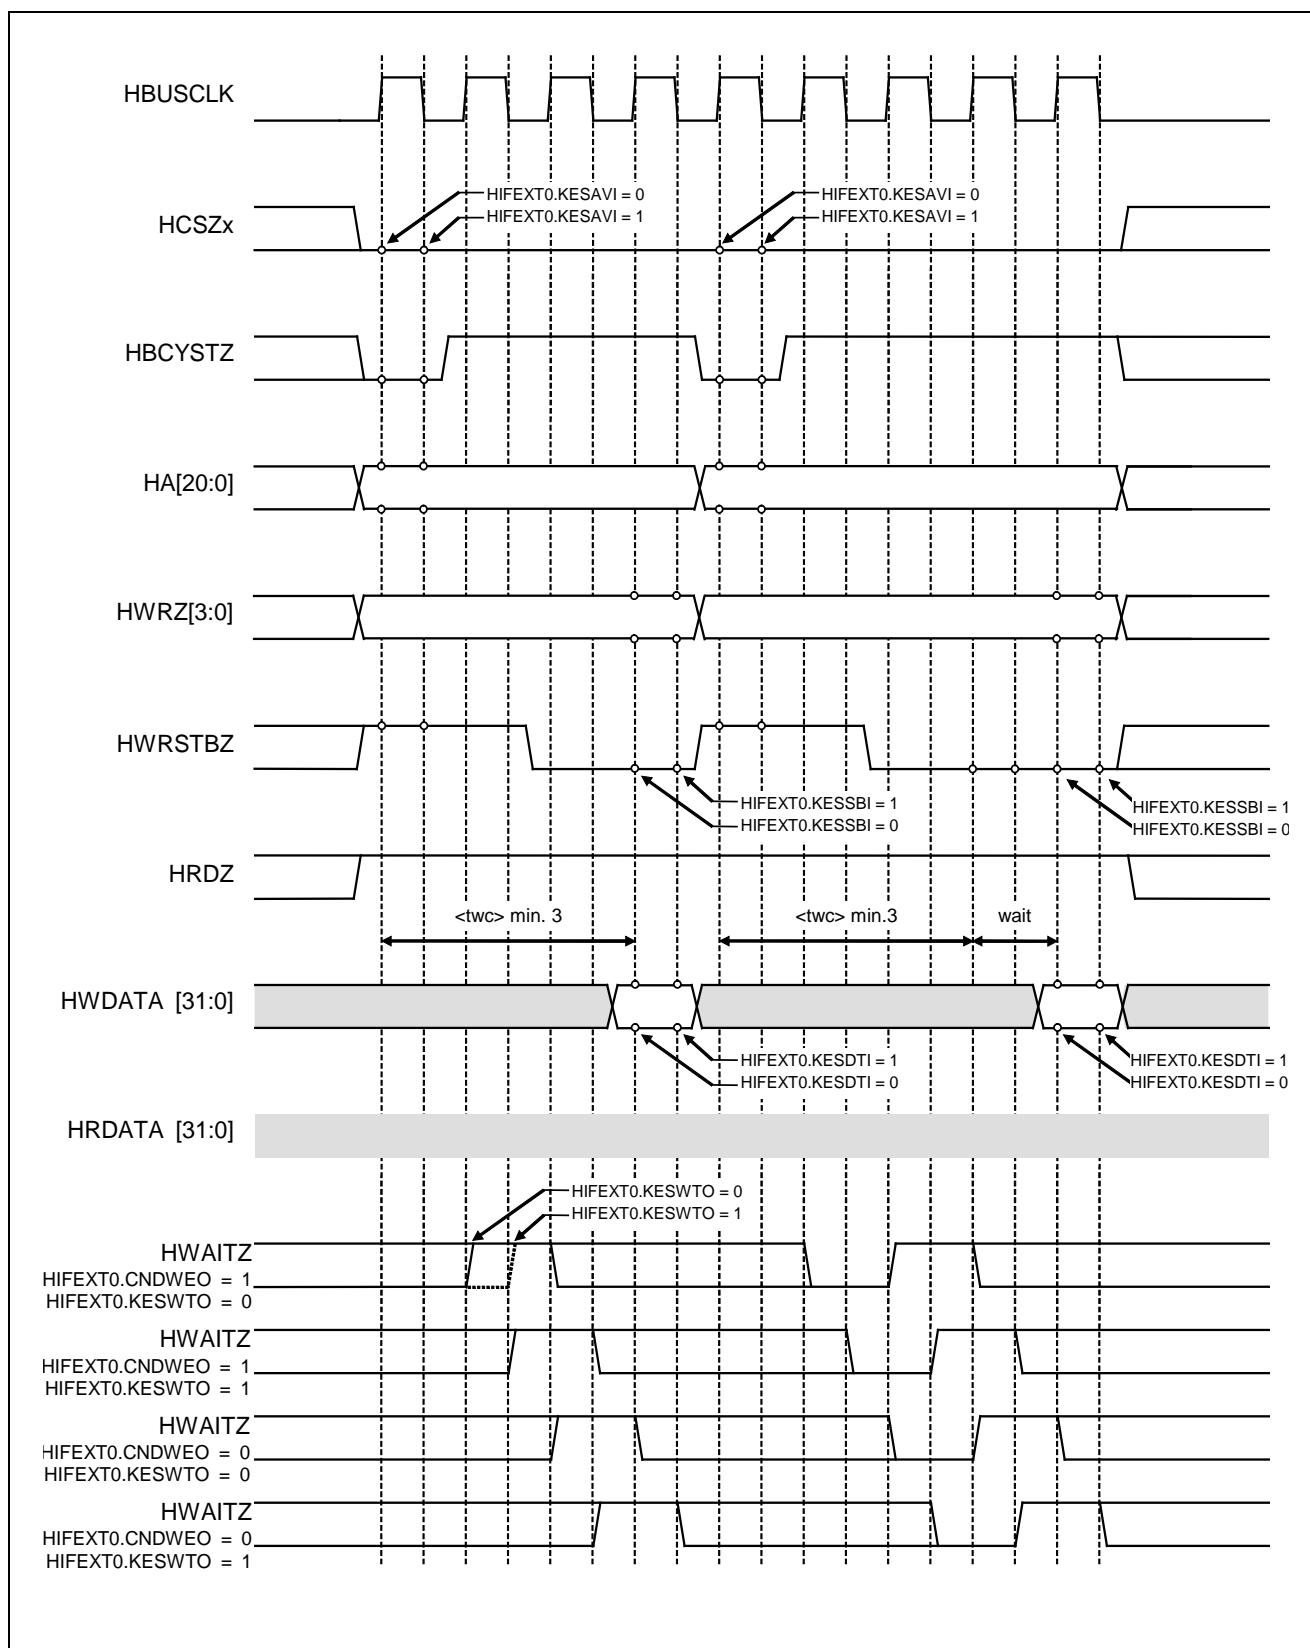 HBUSCLK
HIFEXT0.KESAVI = 0
HIFEXT0.KESAVI = 1
HIFEXT0.KESAVI = 0
HIFEXT0.KESAVI = 1
HCSZx
HBCYSTZ
HA[20:0]
HWRZ[3:0]
HWRSTBZ
HIFEXT0.KESSBI = 1
HIFEXT0.KESSBI = 0
HIFEXT0.KESSBI = 1
HIFEXT0.KESSBI = 0
HRDZ
<twc> min. 3
<twc> min.3
wait
HWDATA [31:0]
HIFEXT0.KESDTI = 1
HIFEXT0.KESDTI = 0
HIFEXT0.KESDTI = 1
HIFEXT0.KESDTI = 0
HRDATA [31:0]
HIFEXT0.KESWTO = 0
HIFEXT0.KESWTO = 1
HWAITZ
HIFEXT0.CNDWEO = 1
HIFEXT0.KESWTO = 0
HWAITZ
HIFEXT0.CNDWEO = 1
HIFEXT0.KESWTO = 1
HWAITZ
HIFEXT0.CNDWEO = 0
HIFEXT0.KESWTO = 0
HWAITZ
HIFEXT0.CNDWEO = 0
HIFEXT0.KESWTO = 1